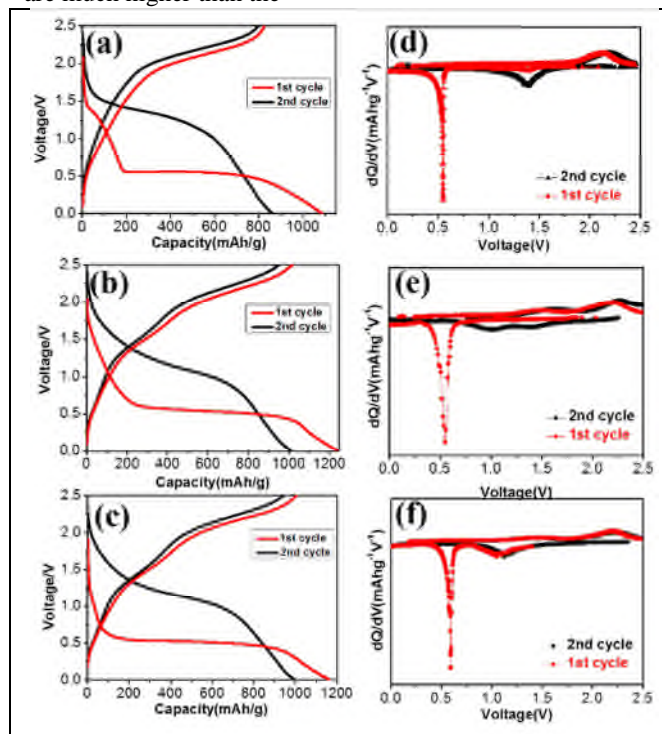 are much higher than the
(a)
2.5
2.0
1.5
1.0
0.5
0.0
Voltage/V
1st cycle
2nd cycle
0 200 400 600 800 1000
Capacity(mAh/g)
(d)
dQ/dV(mAhg⁻¹V⁻¹)
2nd cycle
1st cycle
0.0 0.5 1.0 1.5 2.0 2.5
Voltage(V)
(b)
2.5
2.0
1.5
1.0
0.5
0.0
Voltage/V
1st cycle
2nd cycle
0 200 400 600 800 1000 1200
Capacity(mAh/g)
(e)
dQ/dV(mAhg⁻¹V⁻¹)
2nd cycle
1st cycle
0.0 0.5 1.0 1.5 2.0 2.5
Voltage(V)
(c)
2.5
2.0
1.5
1.0
0.5
0.0
Voltage/V
1st cycle
2nd cycle
0 200 400 600 800 1000 1200
Capacity(mAh/g)
(f)
dQ/dV(mAhg⁻¹V⁻¹)
2nd cycle
1st cycle
0.0 0.5 1.0 1.5 2.0 2.5
Voltage(V)